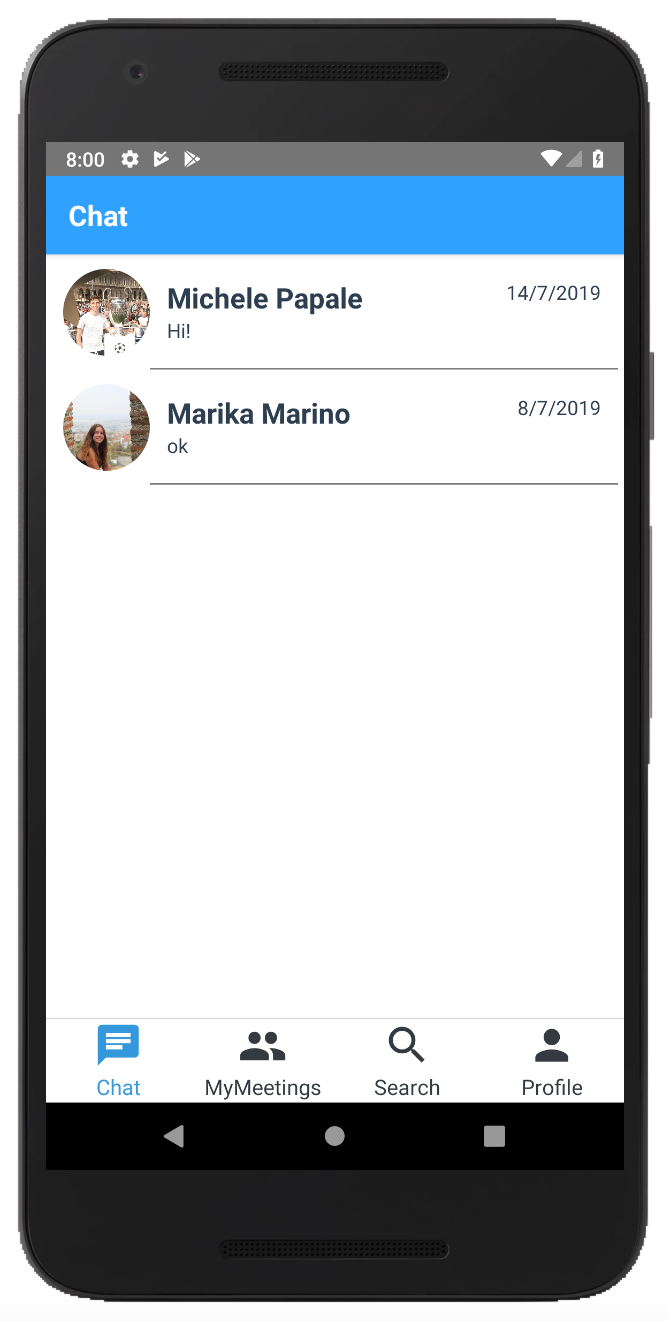 8:00
Chat
Michele Papale 14/7/2019
Hi!
Marika Marino 8/7/2019
ok
Chat MyMeetings Search Profile